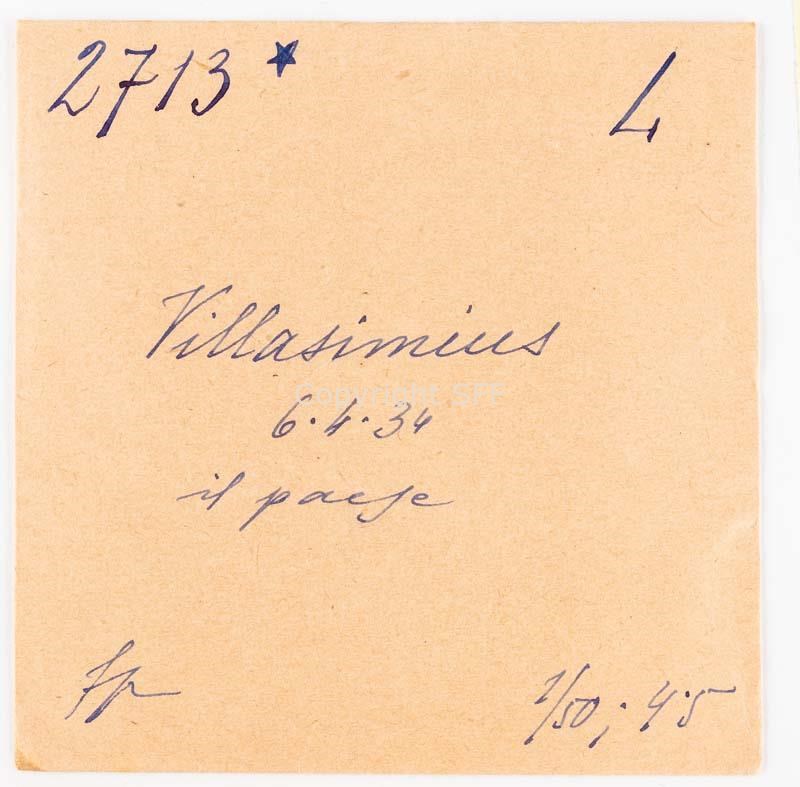 2713 * L
Villasimius
Copyright SFF
6.4.34
il paese
1/50; 4.5